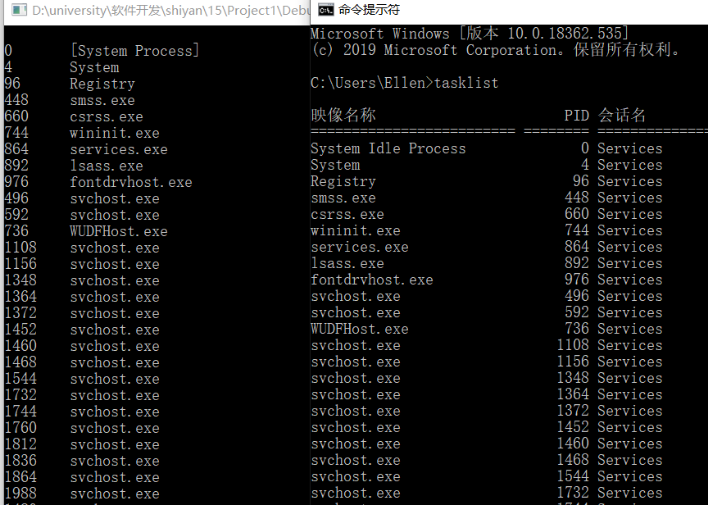 D:\university\软件开发\shiyan\15\Project1\Debu
0 [System Process]
4 System
96 Registry
448 smss.exe
660 csrss.exe
744 wininit.exe
864 services.exe
892 lsass.exe
976 fontdrvhost.exe
496 svchost.exe
592 svchost.exe
736 WUDFHost.exe
1108 svchost.exe
1156 svchost.exe
1348 svchost.exe
1364 svchost.exe
1372 svchost.exe
1452 svchost.exe
1460 svchost.exe
1468 svchost.exe
1544 svchost.exe
1732 svchost.exe
1744 svchost.exe
1760 svchost.exe
1812 svchost.exe
1836 svchost.exe
1864 svchost.exe
1988 svchost.exe
命令提示符
Microsoft Windows [版本 10.0.18362.535]
(c) 2019 Microsoft Corporation。保留所有权利。
C:\Users\Ellen>tasklist
映像名称 PID 会话名
========================= ======== ==============
System Idle Process 0 Services
System 4 Services
Registry 96 Services
smss.exe 448 Services
csrss.exe 660 Services
wininit.exe 744 Services
services.exe 864 Services
lsass.exe 892 Services
fontdrvhost.exe 976 Services
svchost.exe 496 Services
svchost.exe 592 Services
WUDFHost.exe 736 Services
svchost.exe 1108 Services
svchost.exe 1156 Services
svchost.exe 1348 Services
svchost.exe 1364 Services
svchost.exe 1372 Services
svchost.exe 1452 Services
svchost.exe 1460 Services
svchost.exe 1468 Services
svchost.exe 1544 Services
svchost.exe 1732 Services